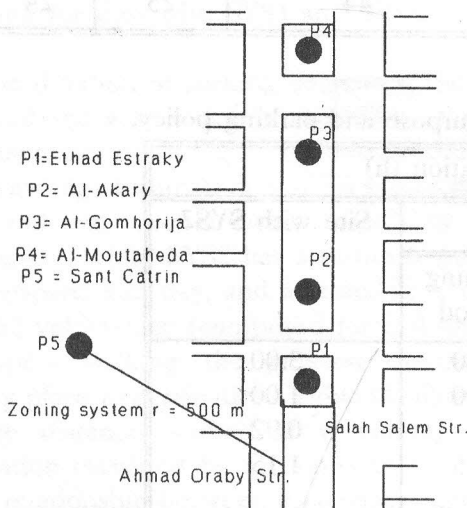 P4
P3
P1=Ethad Estraky
P2= Al-Akary
P3= Al-Gomhorija
P4= Al-Moutaheda
P5 = Sant Catrin
P2
P5
P1
Zoning system r = 500 m
Salah Salem Str.
Ahmad Oraby Str.